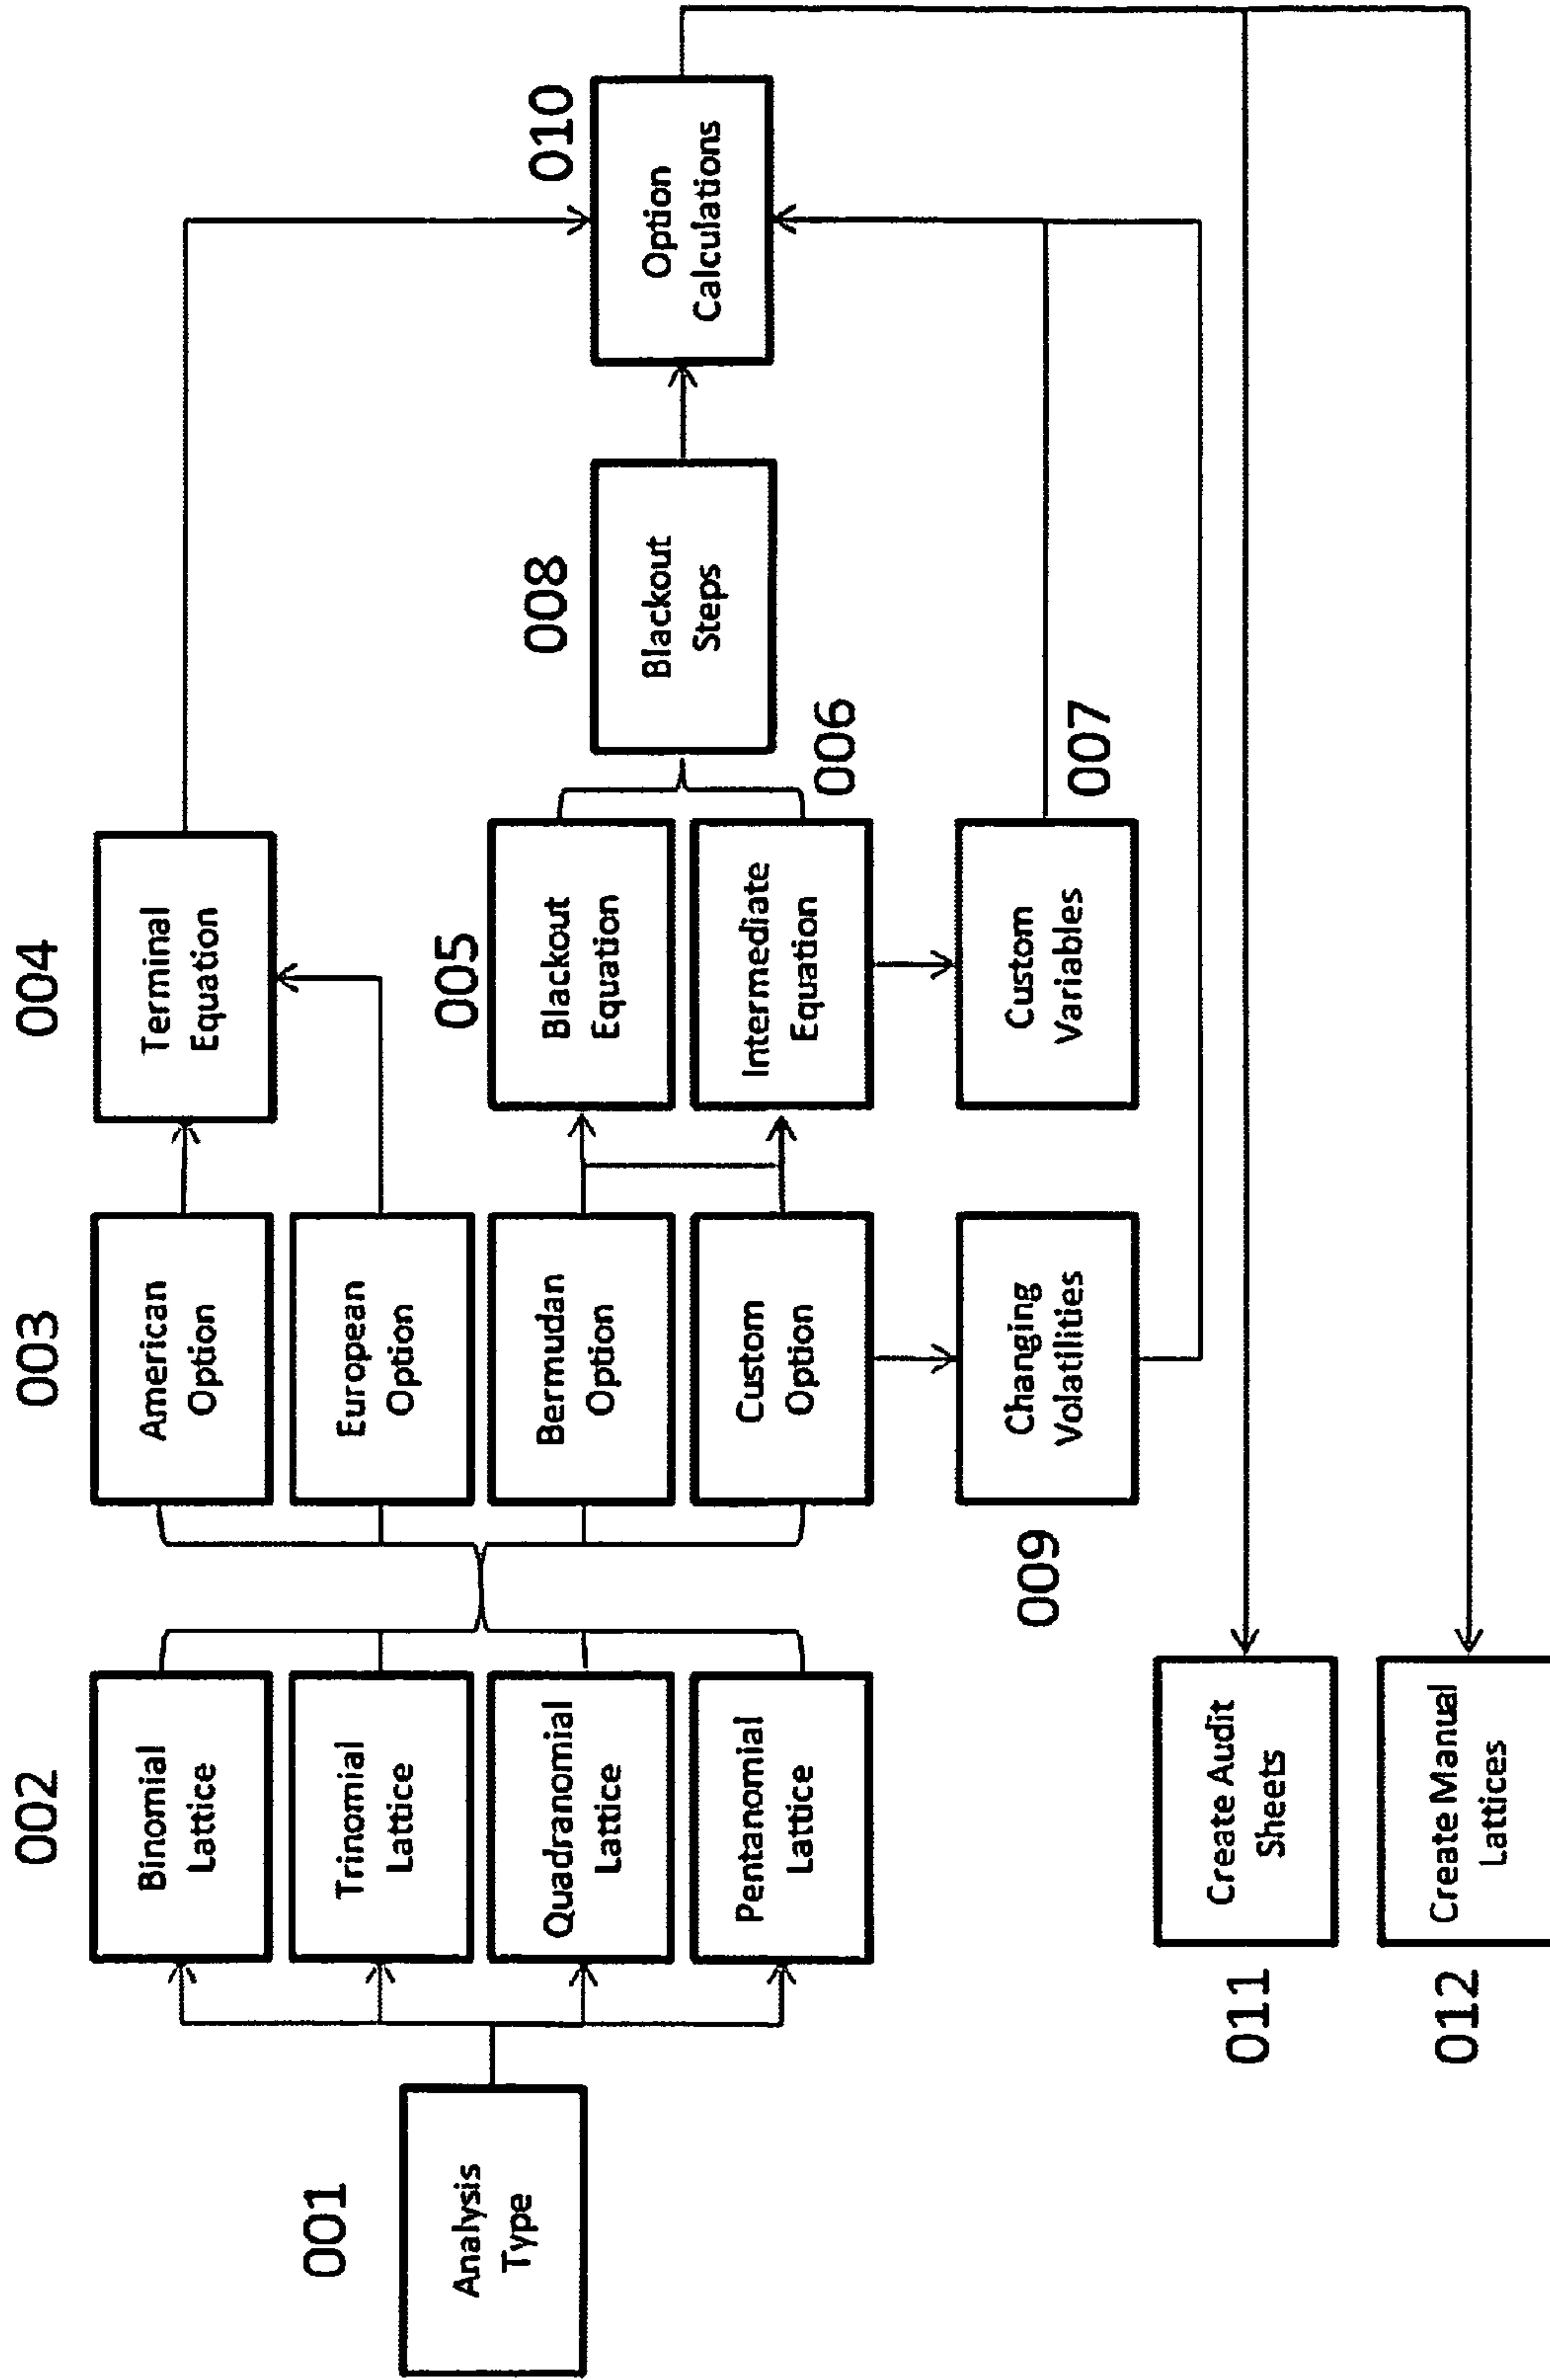 001
Analysis
Type
002
Binomial
Lattice
Trinomial
Lattice
Quadranomial
Lattice
Pentanomial
Lattice
003
American
Option
European
Option
Bermudan
Option
Custom
Option
009
Changing
Volatilities
004
Terminal
Equation
005
Blackout
Equation
Intermediate
Equation
006
Custom
Variables
007
008
Blackout
Steps
010
Option
Calculations
011
Create Audit
Sheets
012
Create Manual
Lattices